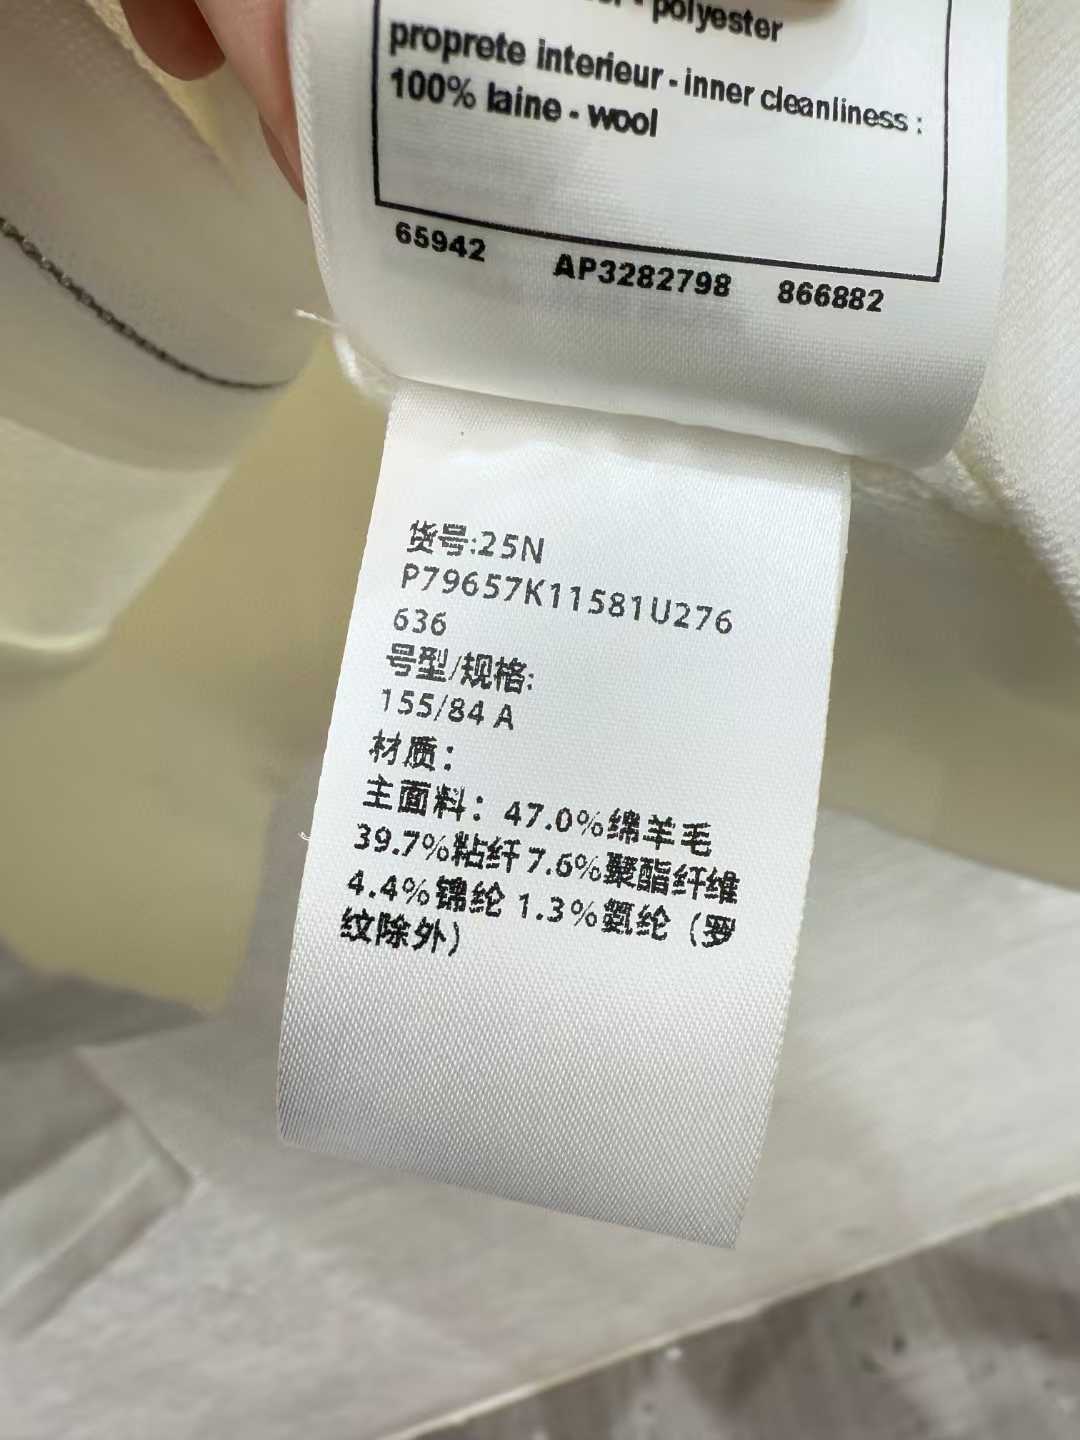 - polyester
proprete interieur - inner cleanliness :
100% laine - wool
65942 AP3282798 866882
货号:25N
P79657K11581U276
636
号型/规格:
155/84 A
材质：
主面料：47.0%绵羊毛
39.7%粘纤 7.6%聚酯纤维
4.4%锦纶 1.3%氨纶（罗
纹除外）